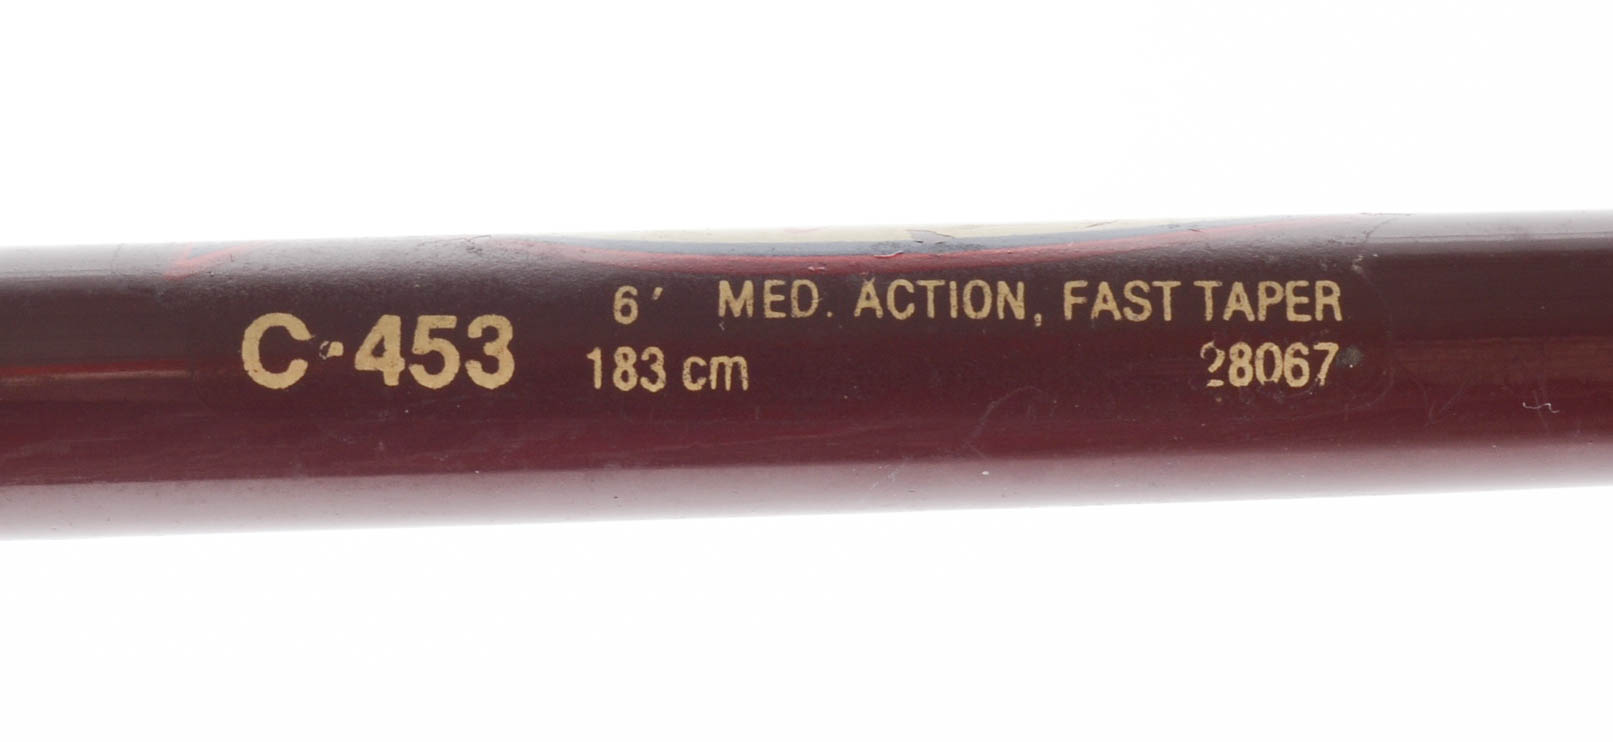 C-453 6' MED. ACTION, FAST TAPER
183 cm 28067